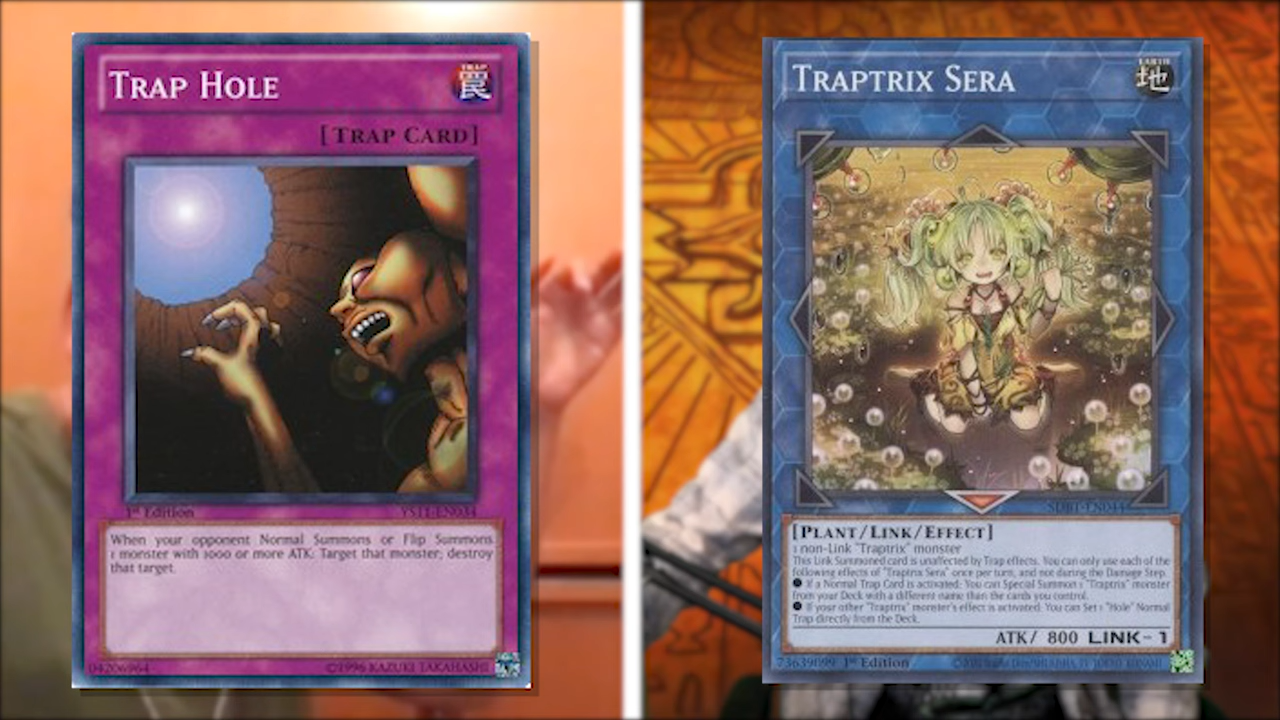 TRAP HOLE
TRAP
罠
[TRAP CARD]
1st Edition
YS11-EN034
When your opponent Normal Summons or Flip Summons
1 monster with 1000 or more ATK: Target that monster; destroy
that target.
04206964
©1996 KAZUKI TAKAHASHI
TRAPTRIX SERA
EARTH
地
[PLANT/LINK/EFFECT]
1 non-Link "Traptrix" monster
This Link Summoned card is unaffected by Trap effects. You can only use each of the
following effects of "Traptrix Sera" once per turn, and not during the Damage Step.
● If a Normal Trap Card is activated: You can Special Summon 1 "Traptrix" monster
from your Deck with a different name than the cards you control.
● If your other "Traptrix" monster's effect is activated: You can Set 1 "Hole" Normal
Trap directly from the Deck.
ATK/ 800 LINK-1
73639099
1st Edition